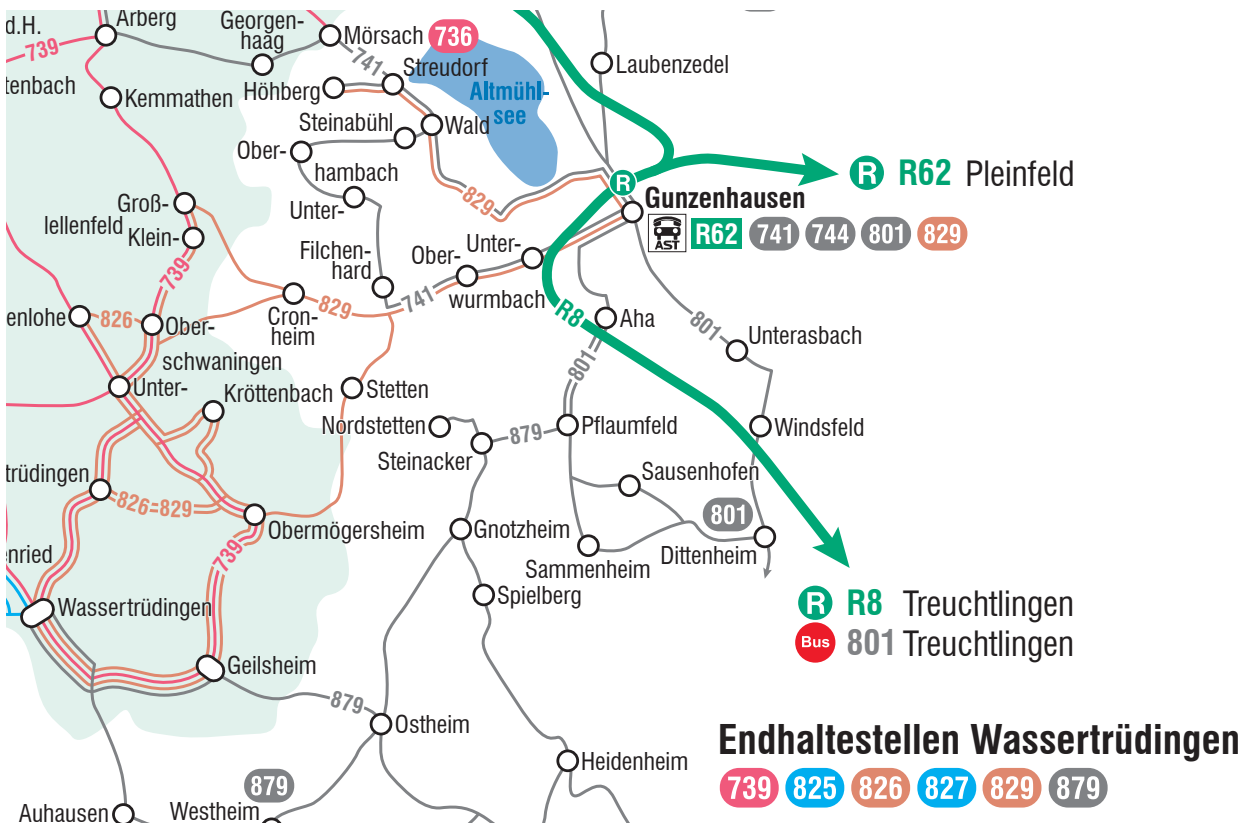 d.H.
Arberg
Georgen-
haag
Mörsach
736
739
741
Streudorf
Laubenzedel
tenbach
Kemmathen
Höhberg
Altmühl-
see
Steinabühl
Wald
Ober-
hambach
Unter-
829
R
R R62 Pleinfeld
Gunzenhausen
AST R62 741 744 801 829
Groß-
lellenfeld
Klein-
739
Filchen-
hard
Ober-
Unter-
wurmbach
741
829
Cron-
heim
R8
Aha
801
Unterasbach
enlohe
826
Ober-
schwaningen
Unter-
Kröttenbach
Stetten
801
Nordstetten
Steinacker
879
Pflaumfeld
Windsfeld
trüdingen
826=829
Obermögersheim
Sausenhofen
801
Dittenheim
Gnotzheim
Sammenheim
739
enried
Wassertrüdingen
Spielberg
R R8 Treuchtlingen
Bus 801 Treuchtlingen
Geilsheim
879
Ostheim
Heidenheim
Endhaltestellen Wassertrüdingen
739 825 826 827 829 879
879
Auhausen
Westheim